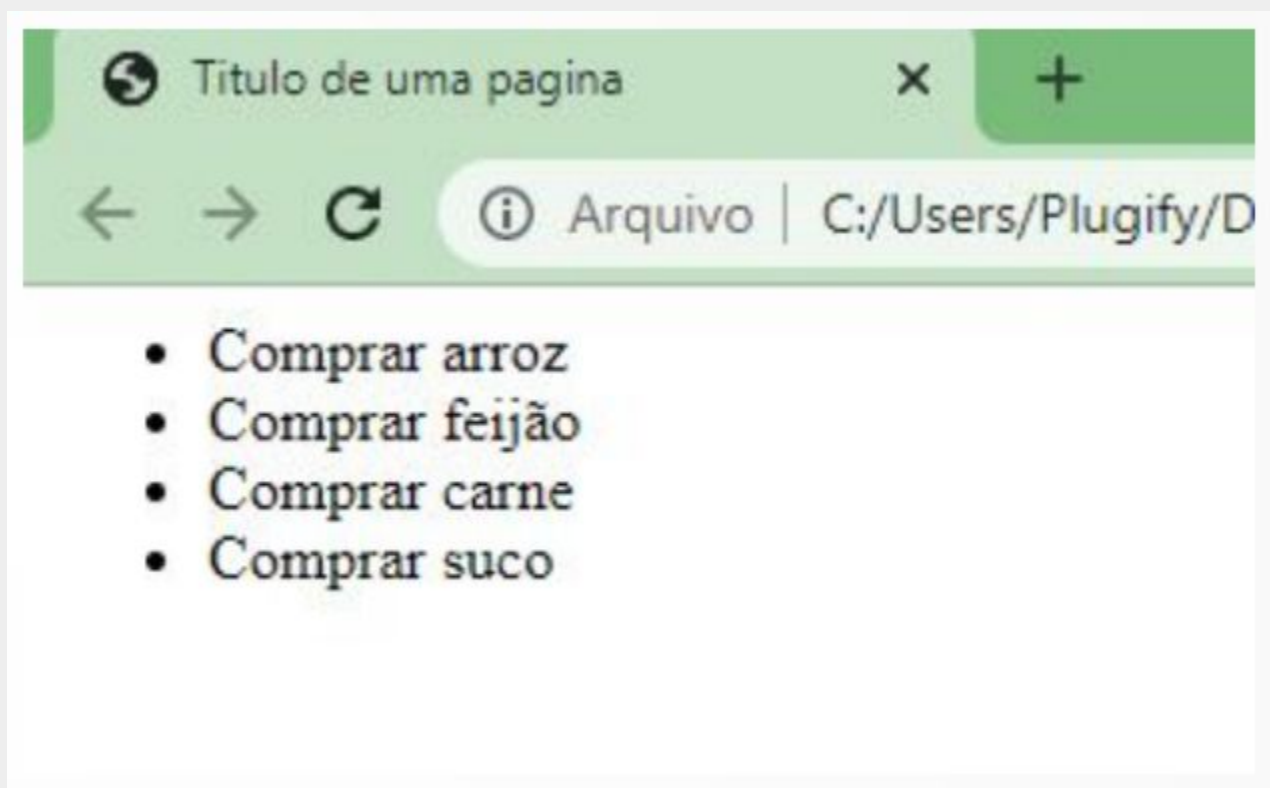 Titulo de uma pagina
Arquivo | C:/Users/Plugify/D
• Comprar arroz
• Comprar feijão
• Comprar carne
• Comprar suco